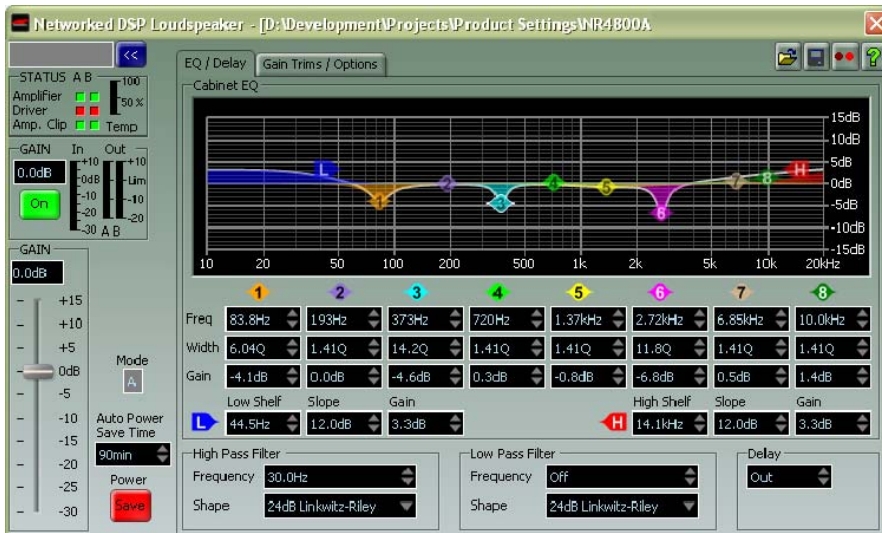 Networked DSP Loudspeaker - [D:\Development\Projects\Product Settings\NR4800A
<<
EQ / Delay
Gain Trims / Options
?
STATUS A B
Amplifier
Driver
Amp. Clip
100
50 %
Temp
GAIN In Out
0.0dB
On
+10
0dB
-10
-20
-30
+10
Lim
-10
-20
A B
GAIN
0.0dB
+15
+10
+5
0dB
-5
-10
-15
-20
-25
-30
Mode
A
Auto Power
Save Time
90min
Power
Save
Cabinet EQ
L 1 2 3 4 5 6 7 8 H
15dB
10dB
5dB
0dB
-5dB
-10dB
-15dB
10 20 50 100 200 500 1k 2k 5k 10k 20kHz
1 2 3 4 5 6 7 8
Freq 83.8Hz 193Hz 373Hz 720Hz 1.37kHz 2.72kHz 6.85kHz 10.0kHz
Width 6.04Q 1.41Q 14.2Q 1.41Q 1.41Q 11.8Q 1.41Q 1.41Q
Gain -4.1dB 0.0dB -4.6dB 0.3dB -0.8dB -6.8dB 0.5dB 1.4dB
Low Shelf Slope Gain High Shelf Slope Gain
L 44.5Hz 12.0dB 3.3dB H 14.1kHz 12.0dB 3.3dB
High Pass Filter
Frequency 30.0Hz
Shape 24dB Linkwitz-Riley
Low Pass Filter
Frequency Off
Shape 24dB Linkwitz-Riley
Delay
Out